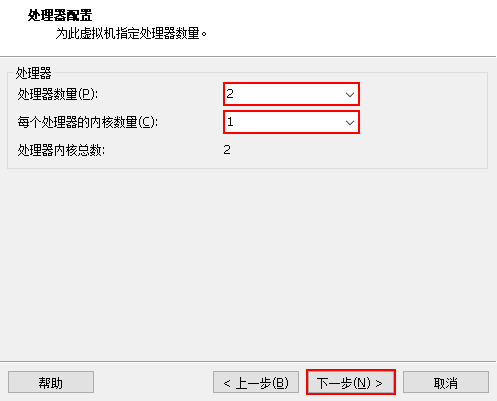 处理器配置
为此虚拟机指定处理器数量。
处理器
处理器数量(P): 2
每个处理器的内核数量(C): 1
处理器内核总数: 2
帮助 < 上一步(B) 下一步(N) > 取消